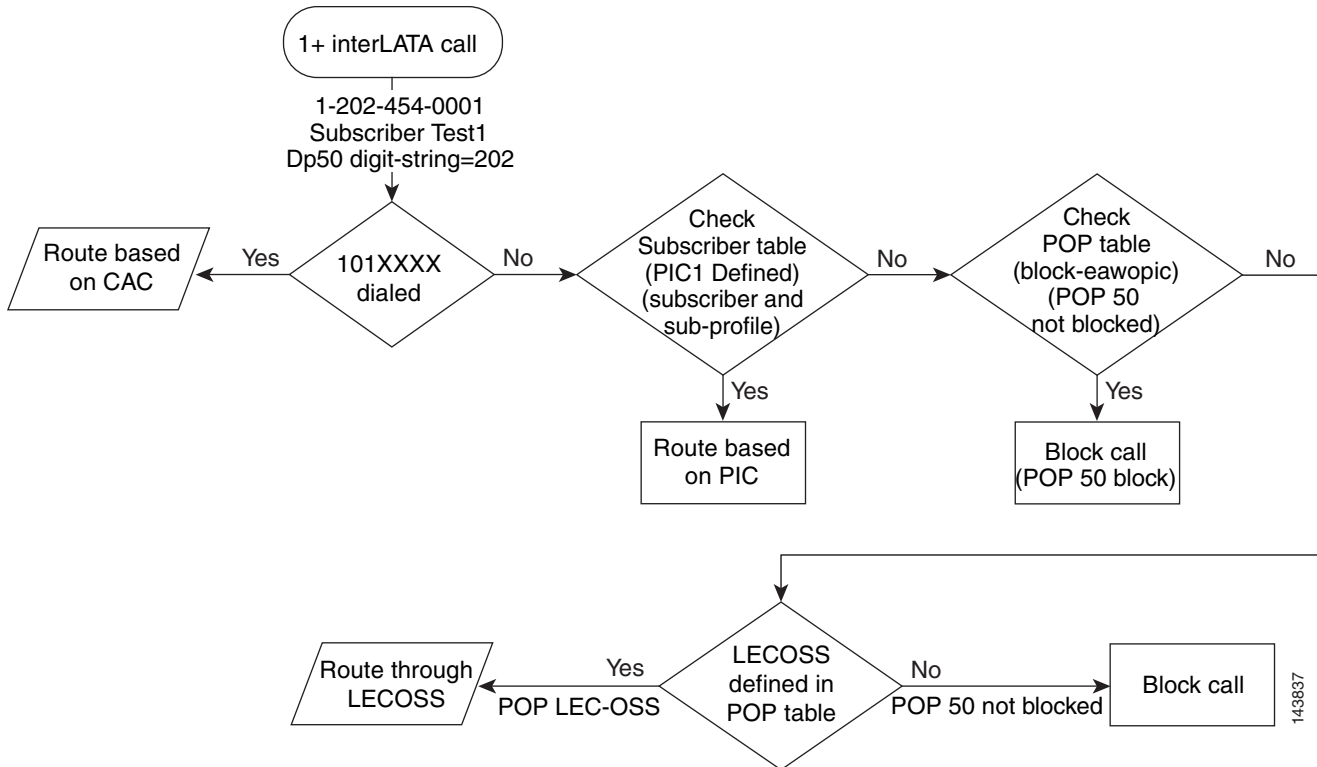 1+ interLATA call
1-202-454-0001
Subscriber Test1
Dp50 digit-string=202
Route based
on CAC
Yes
101XXXX
dialed
No
Check
Subscriber table
(PIC1 Defined)
(subscriber and
sub-profile)
No
Check
POP table
(block-eawopic)
(POP 50
not blocked)
No
Yes
Route based
on PIC
Yes
Block call
(POP 50 block)
Route through
LECOSS
Yes
POP LEC-OSS
LECOSS
defined in
POP table
No
POP 50 not blocked
Block call
143837